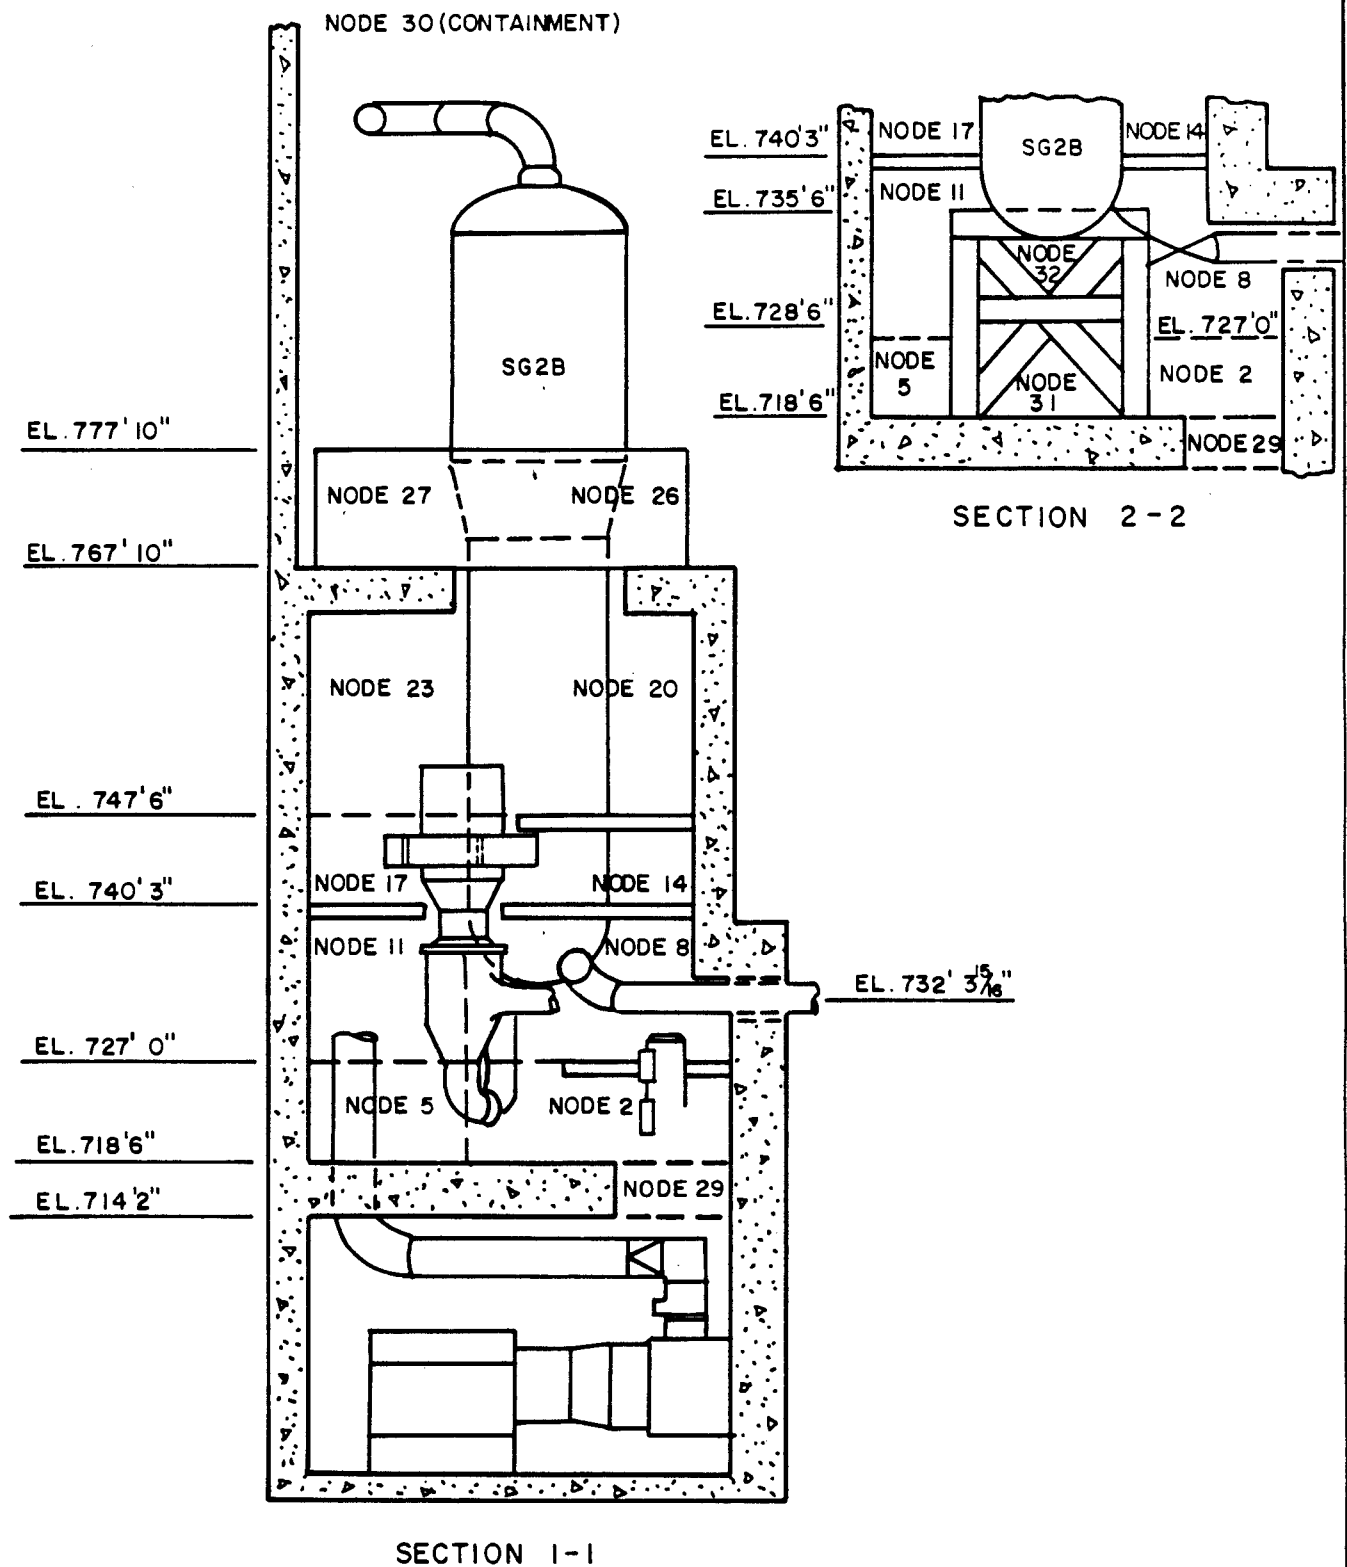 NODE 30 (CONTAINMENT)
SG2B
EL. 777' 10"
NODE 27
NODE 26
EL. 767' 10"
NODE 23
NODE 20
EL. 747'6"
EL. 740'3"
NODE 17
NODE 14
NODE 11
NODE 8
EL. 732' 3 15/16"
EL. 727' 0"
NODE 5
NODE 2
EL. 718'6"
EL. 714'2"
NODE 29
SECTION 1-1
EL. 740'3"
NODE 17
SG2B
NODE 14
EL. 735'6"
NODE 11
NODE
32
NODE 8
EL. 728'6"
EL. 727'0"
NODE
5
NODE 2
NODE
31
EL. 718'6"
NODE 29
SECTION 2-2